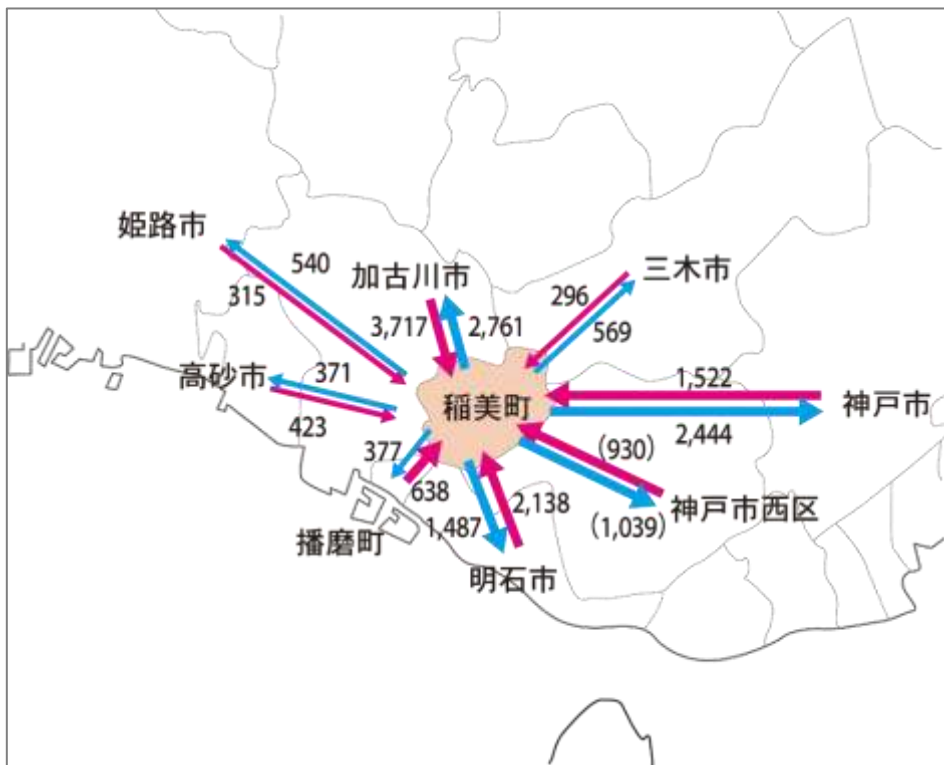 姫路市
540
315
加古川市
3,717
2,761
三木市
296
569
高砂市
371
423
稲美町
1,522
2,444
神戸市
377
638
播磨町
1,487
2,138
明石市
(930)
(1,039)
神戸市西区